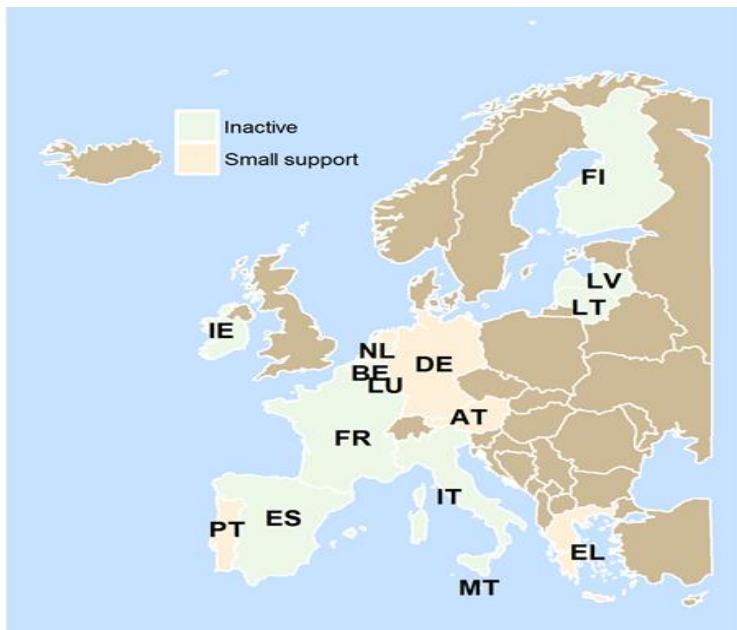 Inactive
Small support
FI
LV
LT
IE
NL
DE
BE
LU
AT
FR
IT
PT
ES
EL
MT